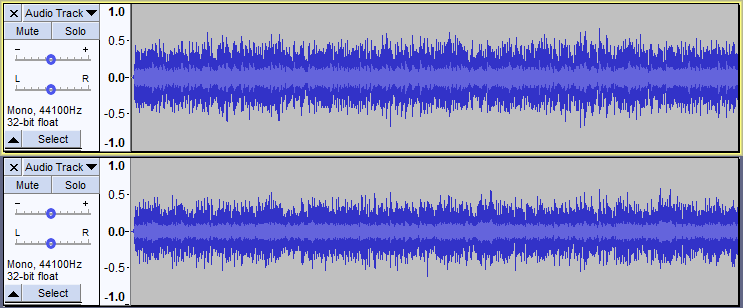 Audio Track
1.0
Mute Solo
0.5
- +
0.0
L R
Mono, 44100Hz
-0.5
32-bit float
Select
-1.0
Audio Track
1.0
Mute Solo
0.5
- +
0.0
L R
Mono, 44100Hz
-0.5
32-bit float
Select
-1.0